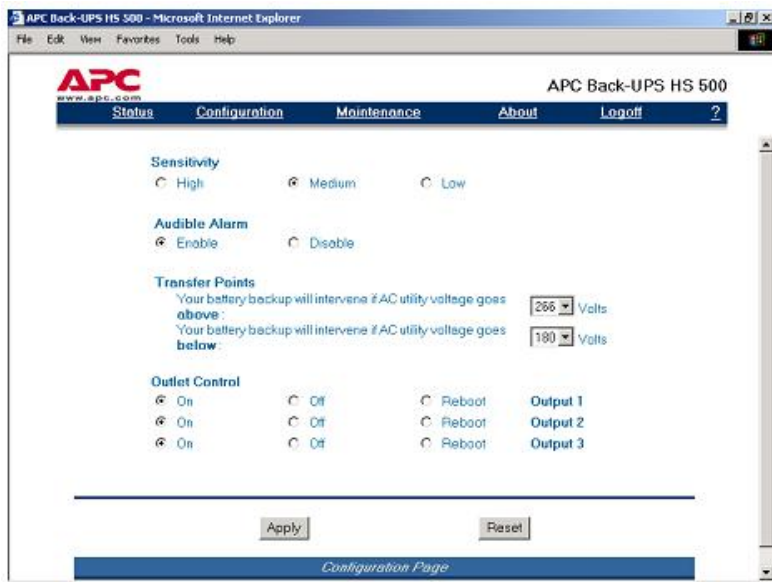 APC Back-UPS HS 500 - Microsoft Internet Explorer
File Edit View Favorites Tools Help
APC
www.apc.com
APC Back-UPS HS 500
Status Configuration Maintenance About Logoff ?
Sensitivity
High Medium Low
Audible Alarm
Enable Disable
Transfer Points
Your battery backup will intervene if AC utility voltage goes
above:
266 Volts
Your battery backup will intervene if AC utility voltage goes
below:
180 Volts
Outlet Control
On Off Reboot Output 1
On Off Reboot Output 2
On Off Reboot Output 3
Apply Reset
Configuration Page